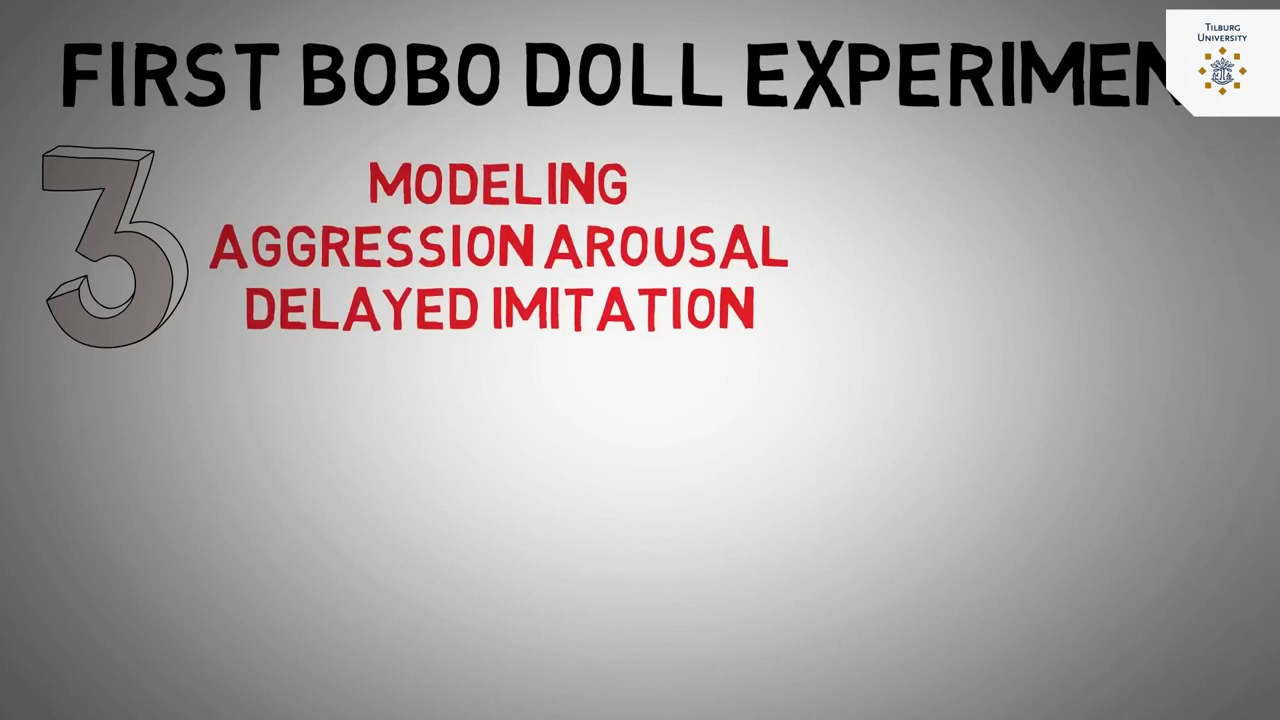 FIRST BOBO DOLL EXPERIMEN
TILBURG
UNIVERSITY
3
MODELING
AGGRESSION AROUSAL
DELAYED IMITATION